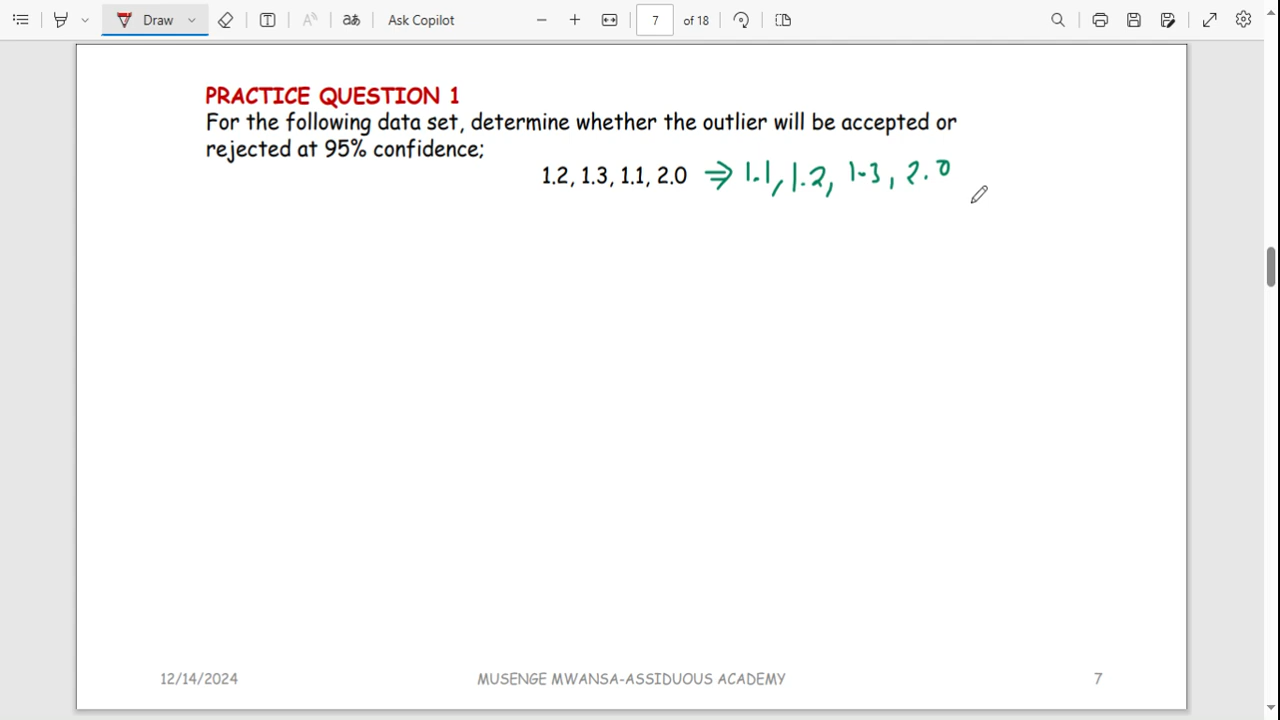 Draw
Ask Copilot
7 of 18
PRACTICE QUESTION 1
For the following data set, determine whether the outlier will be accepted or
rejected at 95% confidence;
1.2, 1.3, 1.1, 2.0 ⇒ 1.1, 1.2, 1.3, 2.0
12/14/2024 MUSENGE MWANSA-ASSIDUOUS ACADEMY 7